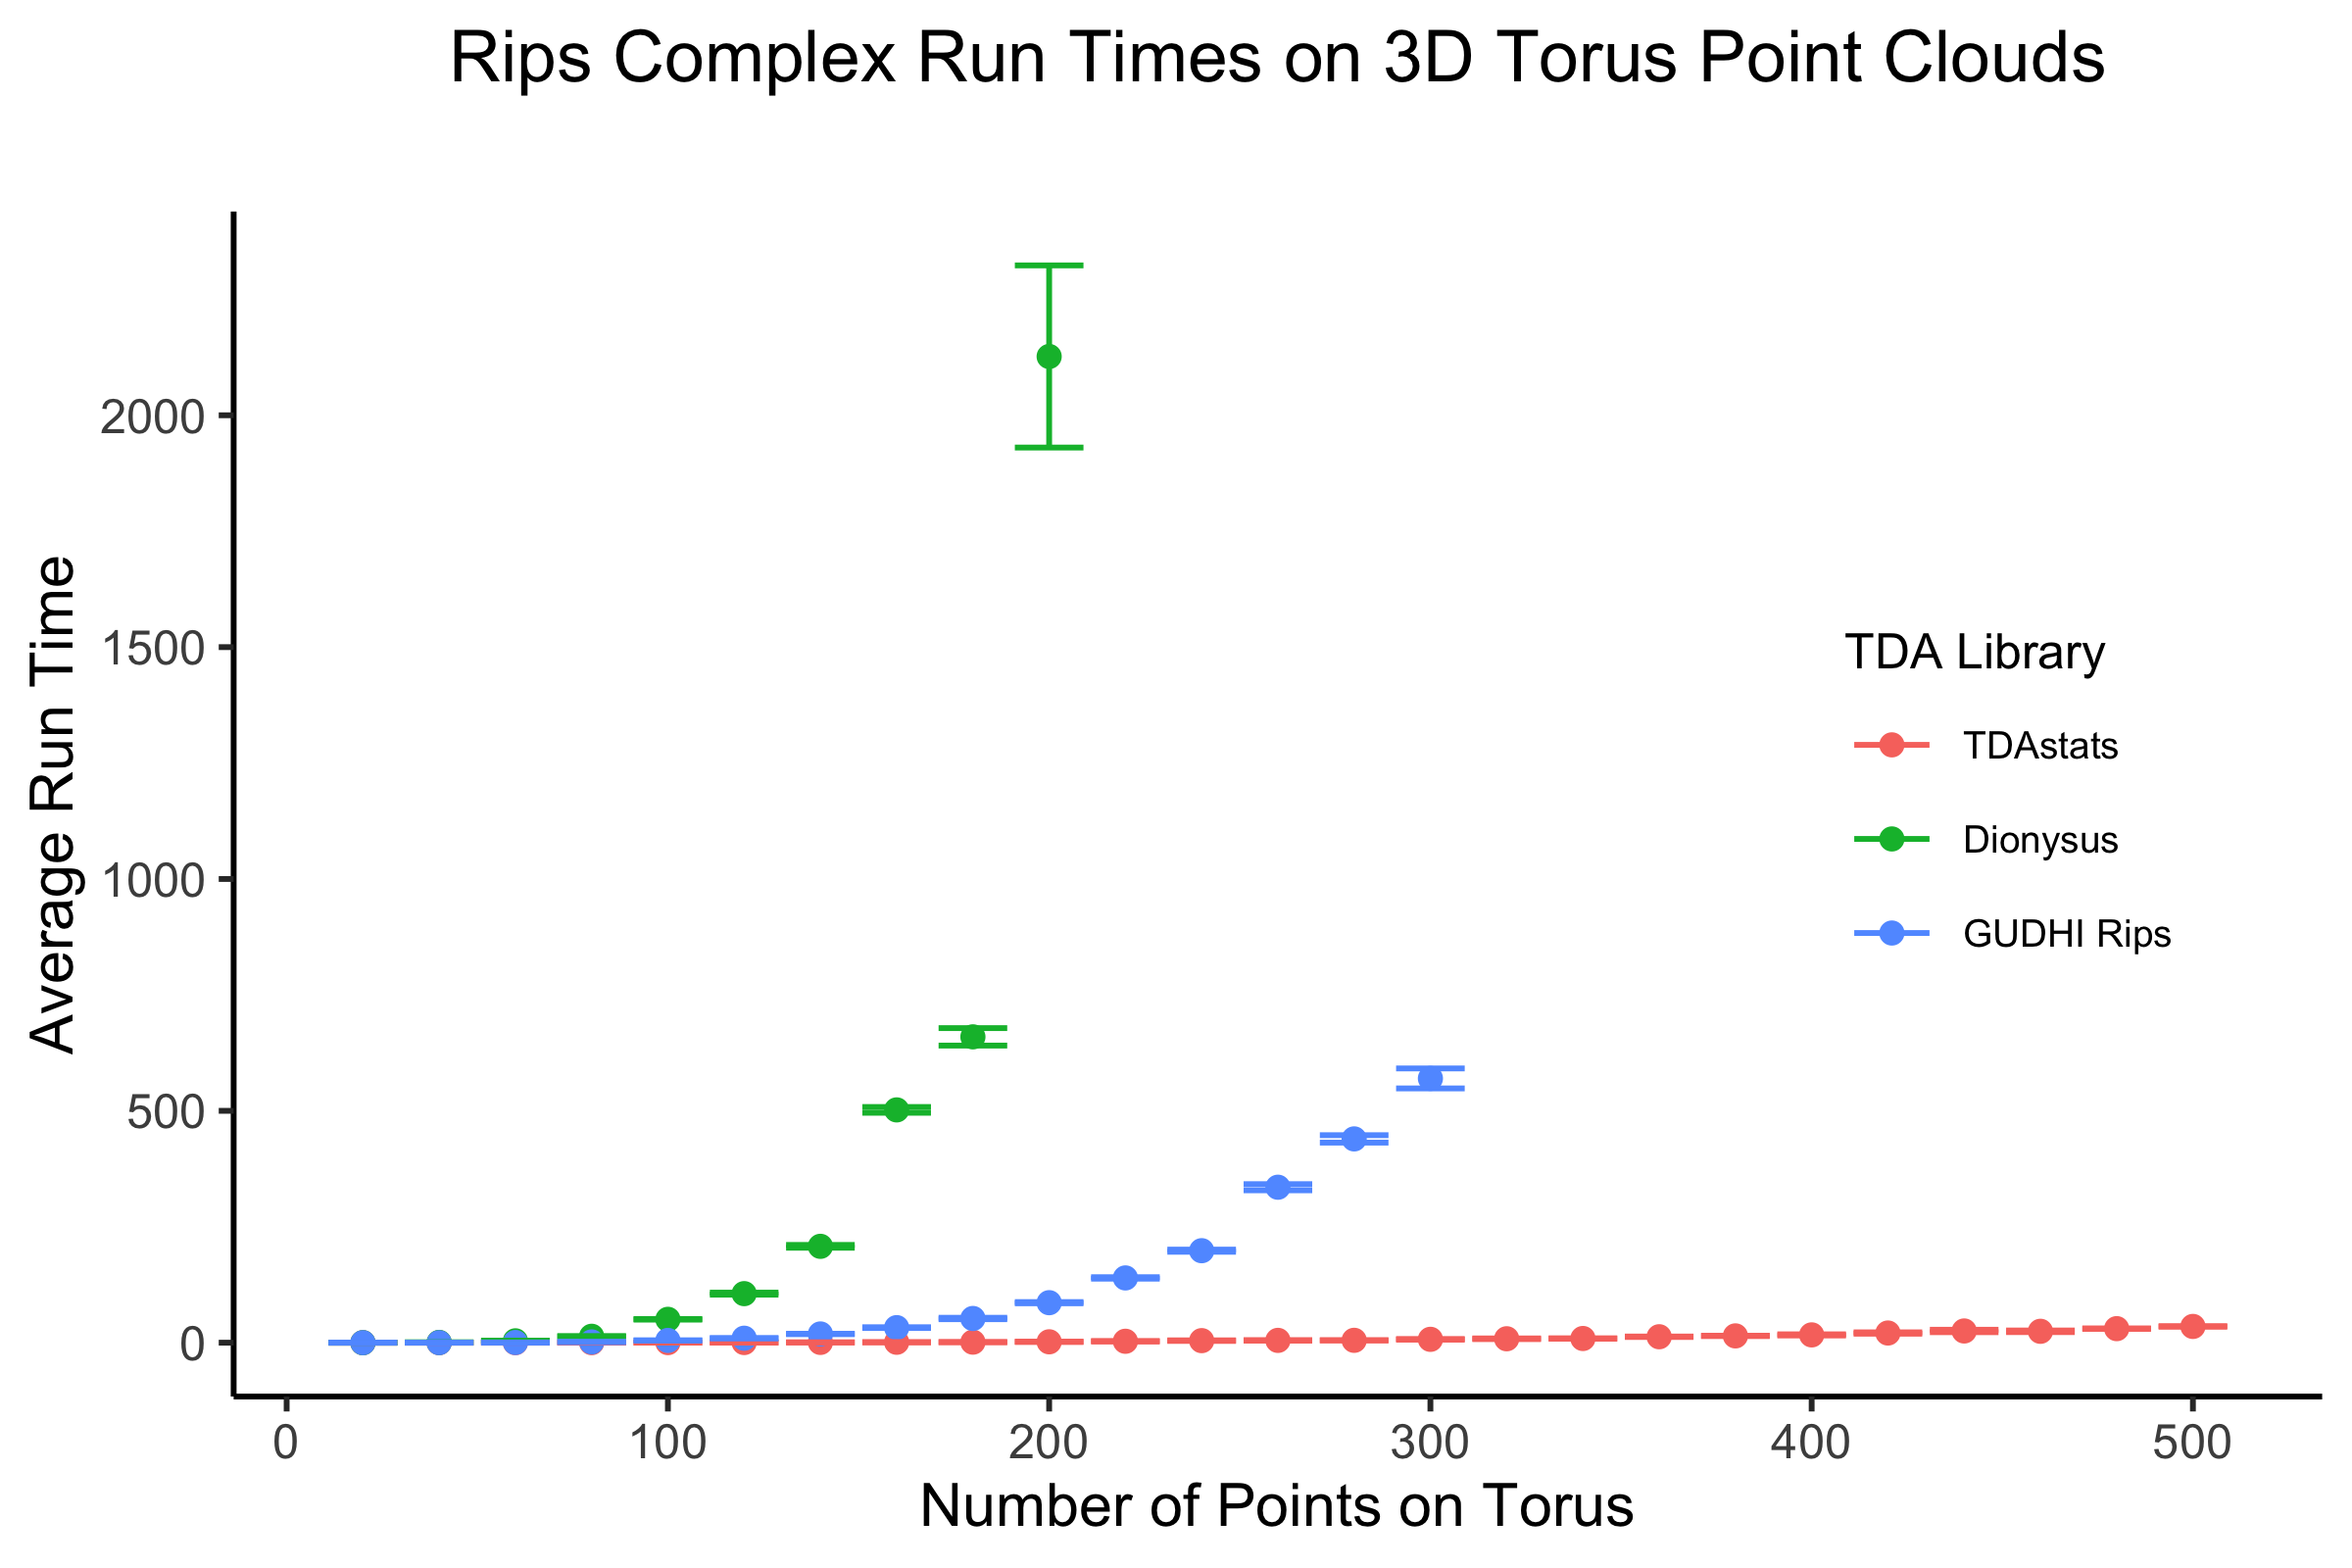 Rips Complex Run Times on 3D Torus Point Clouds
Average Run Time
2000
1500
1000
500
0
TDA Library
TDAstats
Dionysus
GUDHI Rips
0 100 200 300 400 500
Number of Points on Torus